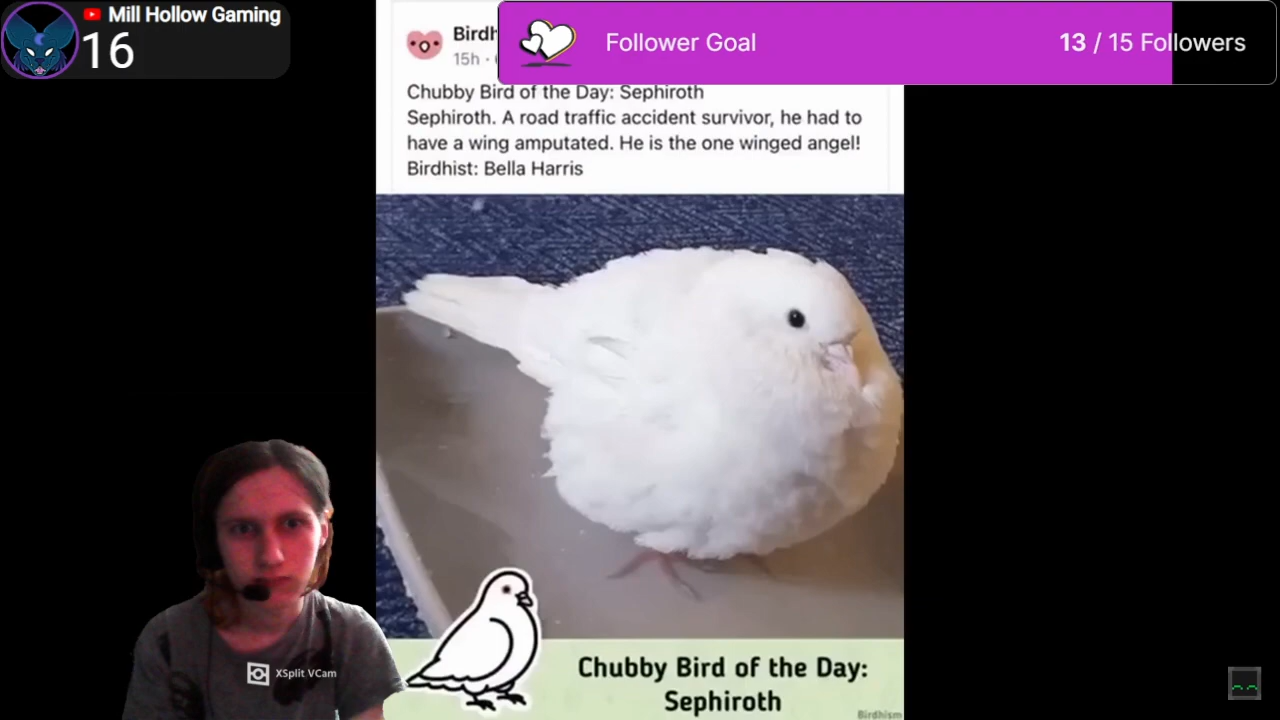 Mill Hollow Gaming
16
Follower Goal
13 / 15 Followers
15h ·
Chubby Bird of the Day: Sephiroth
Sephiroth. A road traffic accident survivor, he had to
have a wing amputated. He is the one winged angel!
Birdhist: Bella Harris
XSplit VCam
Chubby Bird of the Day:
Sephiroth
Birdhism